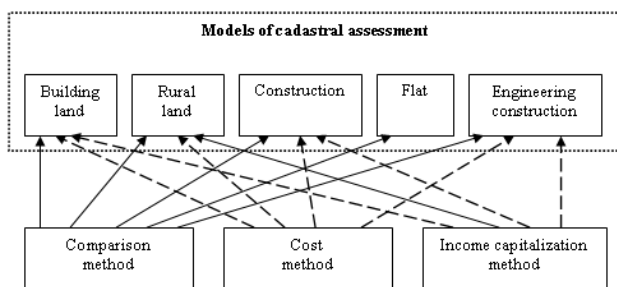 Models of cadastral assessment
Building
land
Rural
land
Construction
Flat
Engineering
construction
Comparison
method
Cost
method
Income capitalization
method